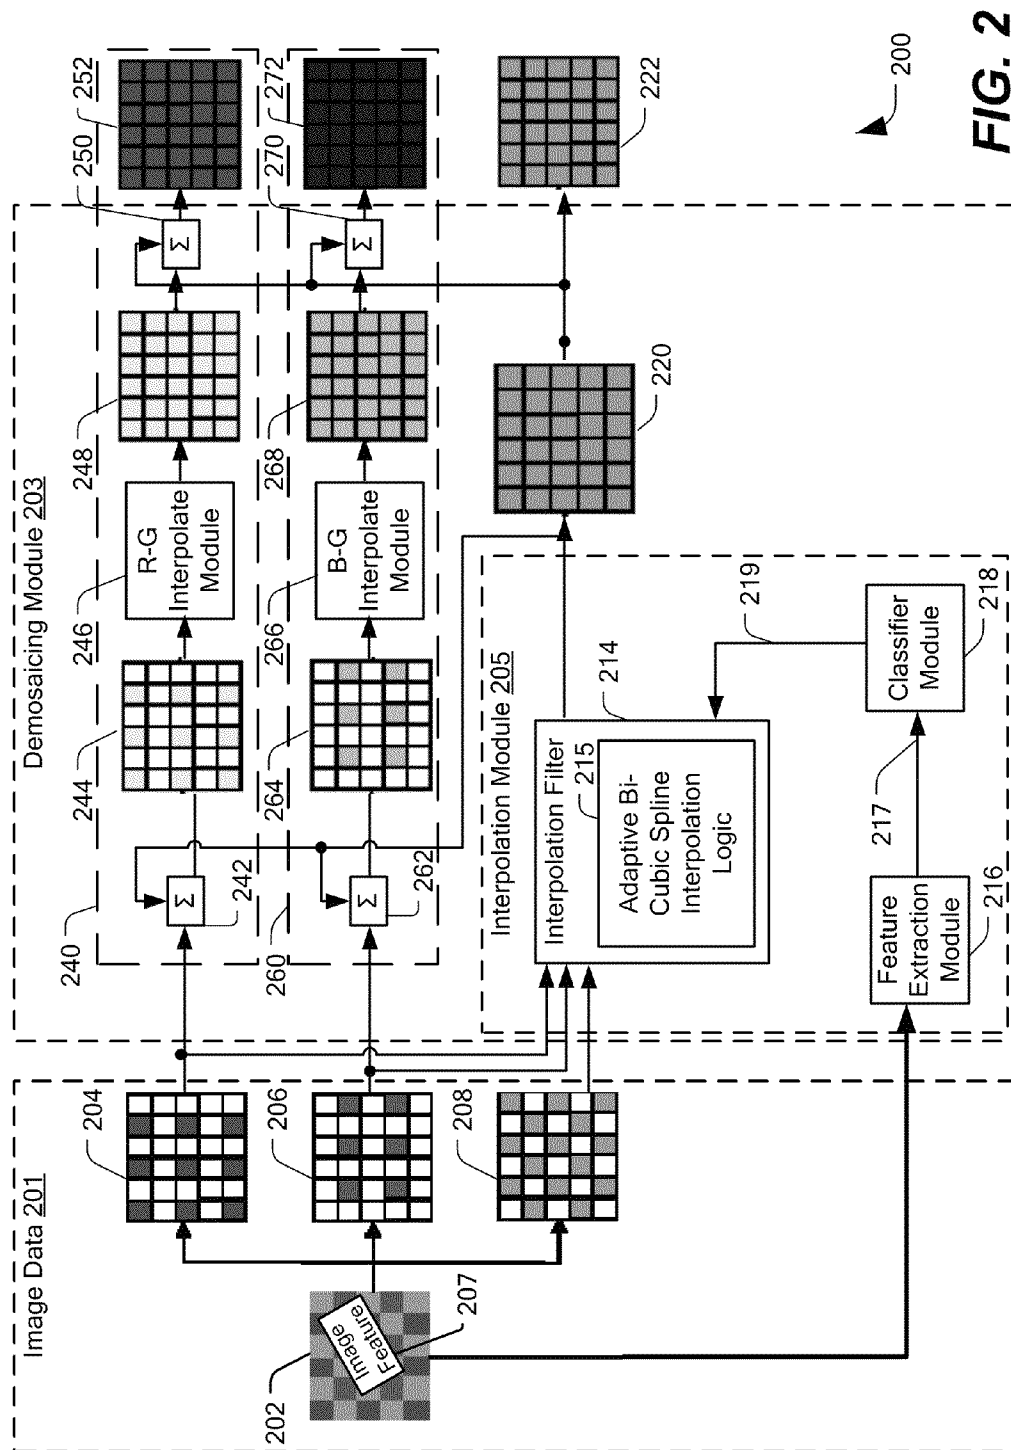 Image Data 201
202
Image
Feature
207
204
206
208
Demosaicing Module 203
240
Σ
242
244
246
R-G
Interpolate
Module
248
250
Σ
252
260
Σ
262
264
266
B-G
Interpolate
Module
268
270
Σ
272
Interpolation Module 205
214
Interpolation Filter
215
Adaptive Bi-
Cubic Spline
Interpolation
Logic
219
Feature
Extraction
Module
216
217
Classifier
Module
218
220
222
200
FIG. 2